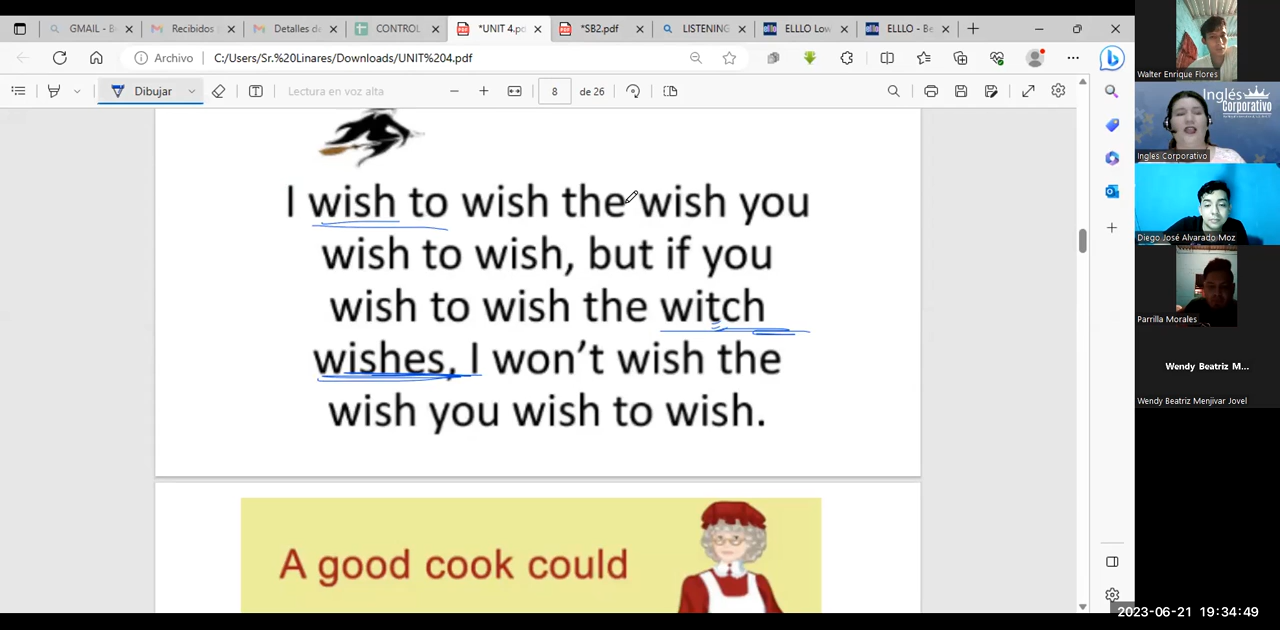 GMAIL - B
Recibidos
Detalles de
CONTROL
*UNIT 4.pd
*SB2.pdf
LISTENING
ELLLO Low
ELLLO - Be
Archivo
C:/Users/Sr.%20Linares/Downloads/UNIT%204.pdf
Dibujar
Lectura en voz alta
8
de 26
I wish to wish the wish you
wish to wish, but if you
wish to wish the witch
wishes, I won't wish the
wish you wish to wish.
A good cook could
Walter Enrique Flores
Inglés
Corporativo
Ingles Corporativo
Diego José Alvarado Moz
Parrilla Morales
Wendy Beatriz M...
Wendy Beatriz Menjivar Jovel
2023-06-21 19:34:49